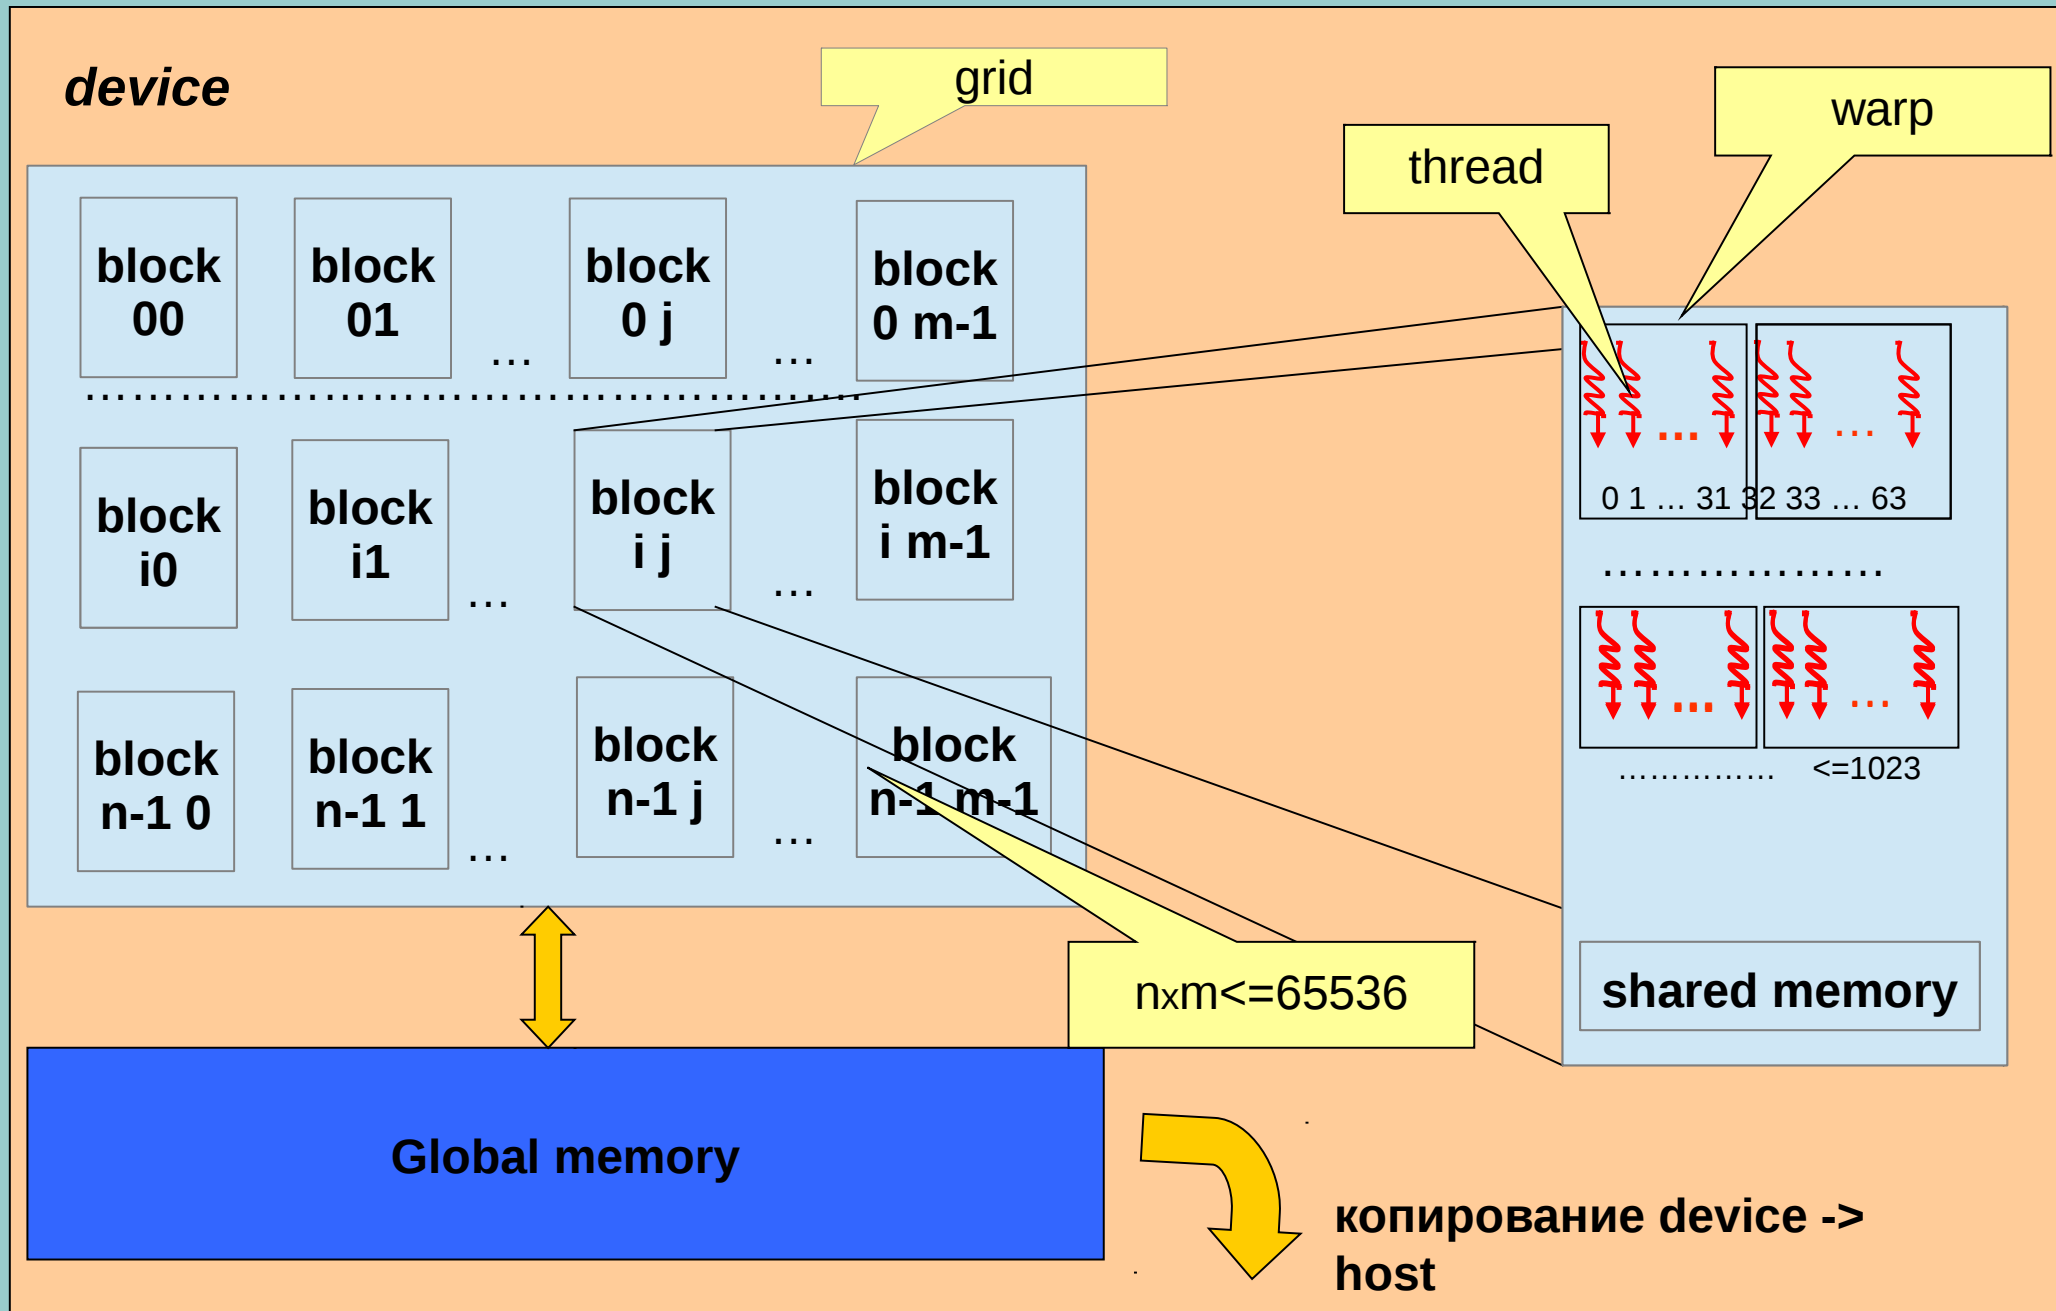 device
grid
warp
thread
block
00
block
01
…
block
0 j
…
block
0 m-1
…………………………………………
block
i0
block
i1
…
block
i j
…
block
i m-1
block
n-1 0
block
n-1 1
…
block
n-1 j
…
block
n-1 m-1
… …
0 1 … 31 32 33 … 63
………………
… …
…………… <=1023
shared memory
nxm<=65536
Global memory
копирование device ->
host